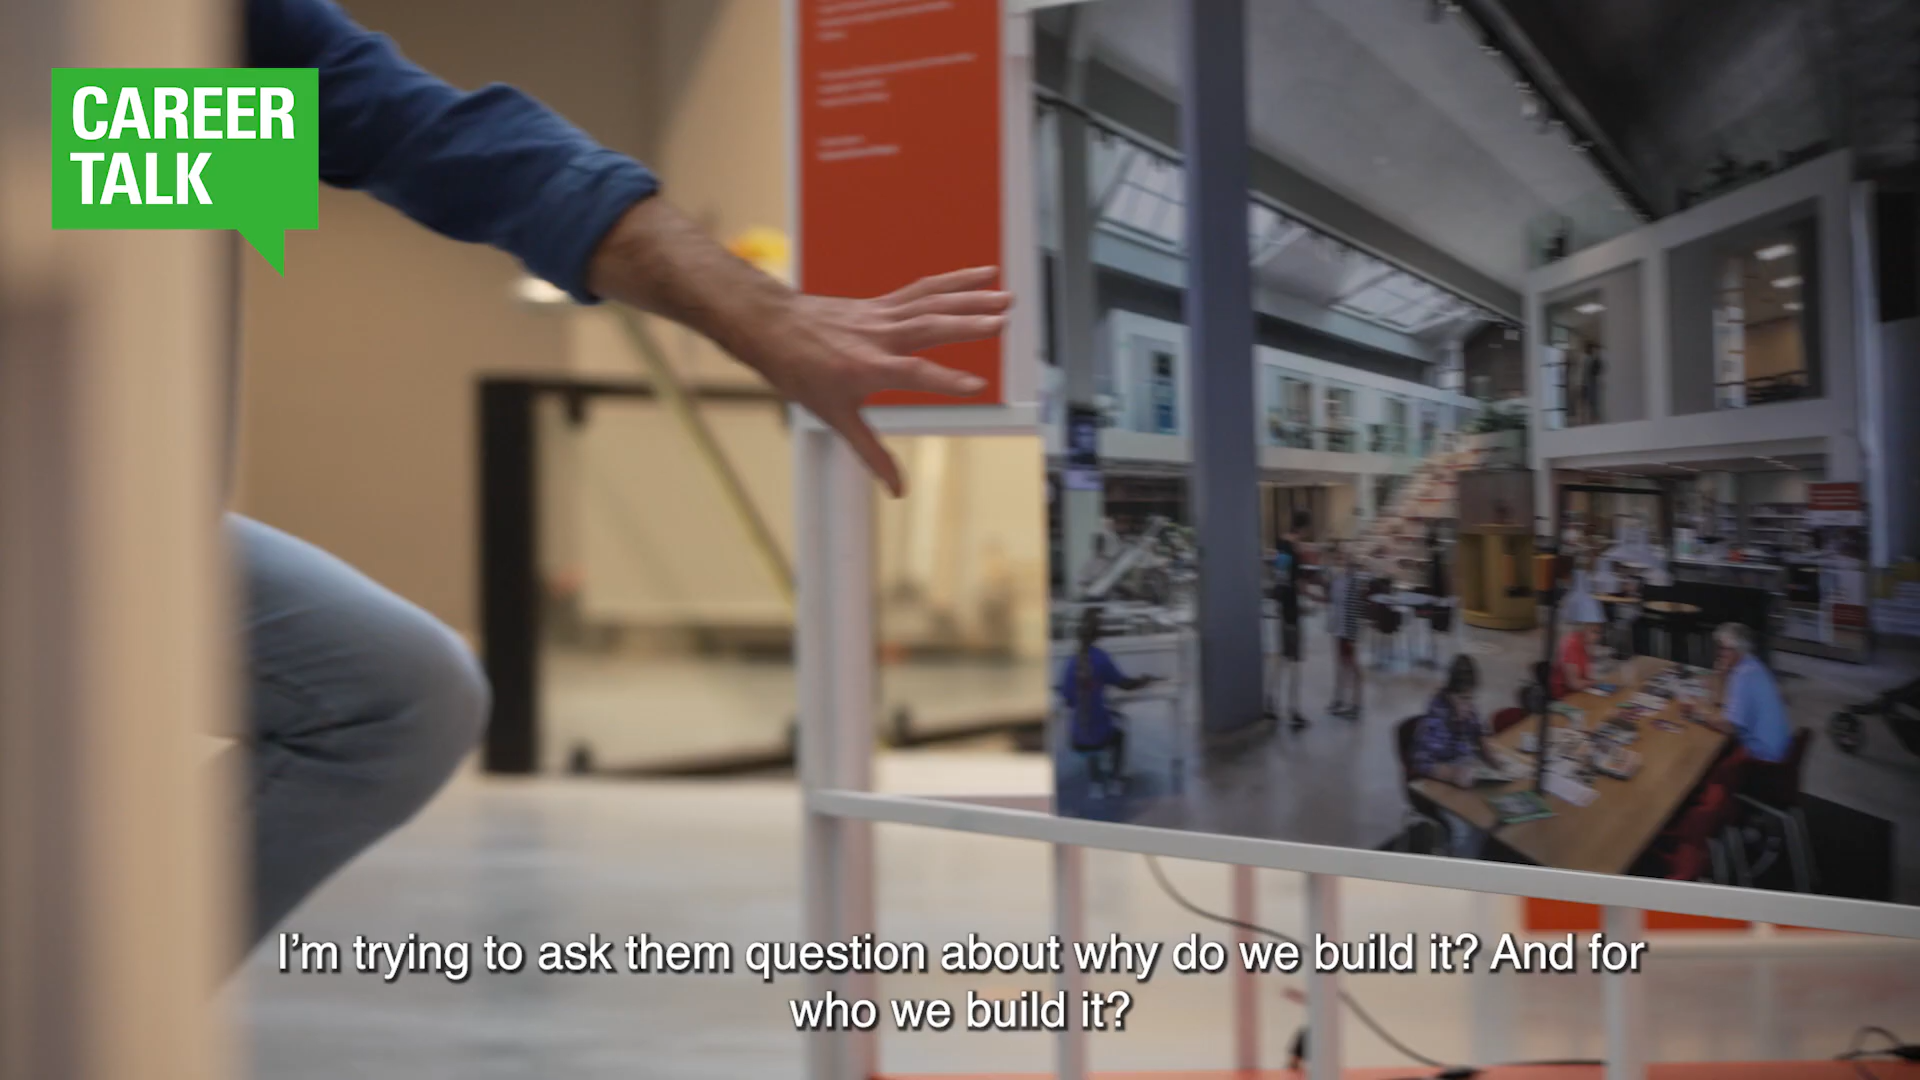 CAREER
TALK
I'm trying to ask them question about why do we build it? And for
who we build it?